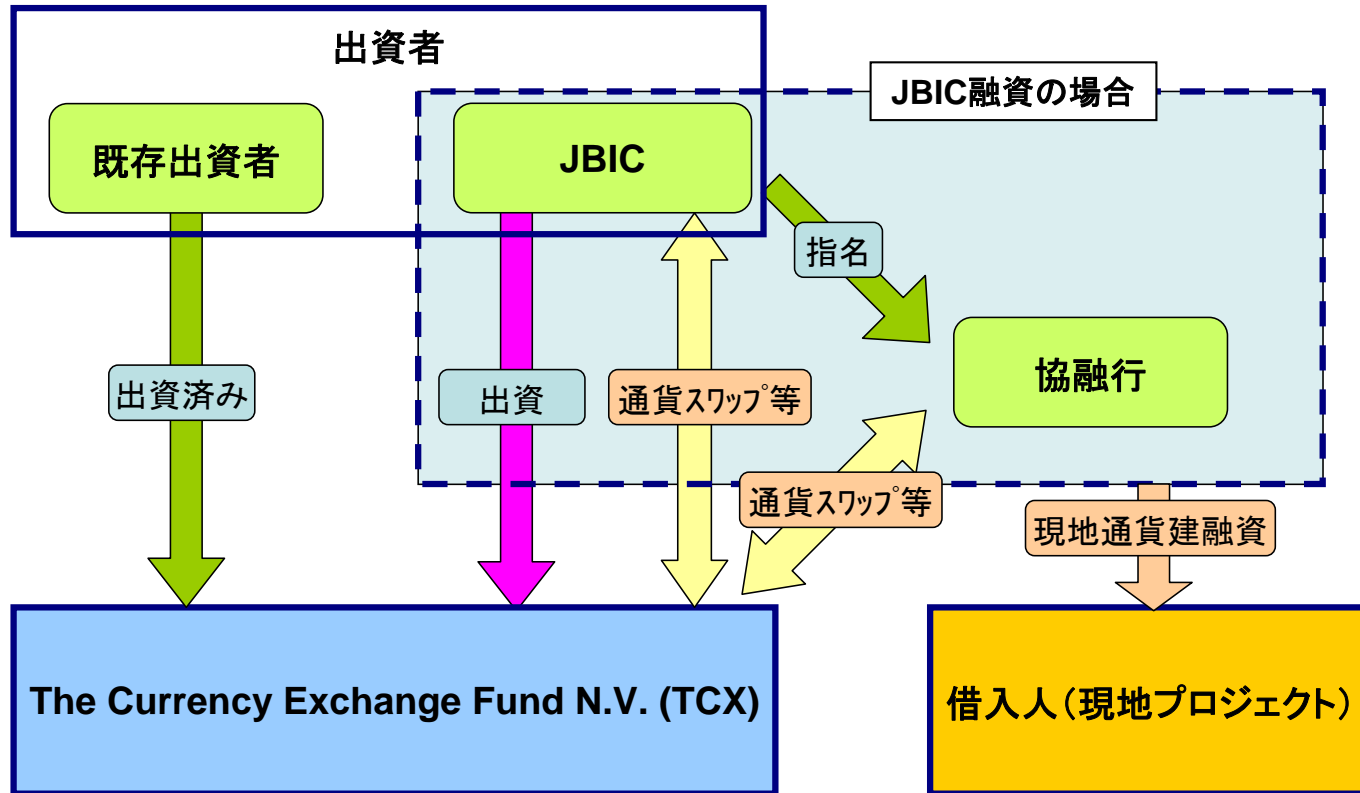 出資者
JBIC融資の場合
既存出資者
JBIC
指名
協融行
出資済み
出資
通貨ｽﾜｯﾌﾟ等
通貨ｽﾜｯﾌﾟ等
現地通貨建融資
The Currency Exchange Fund N.V. (TCX)
借入人（現地プロジェクト）